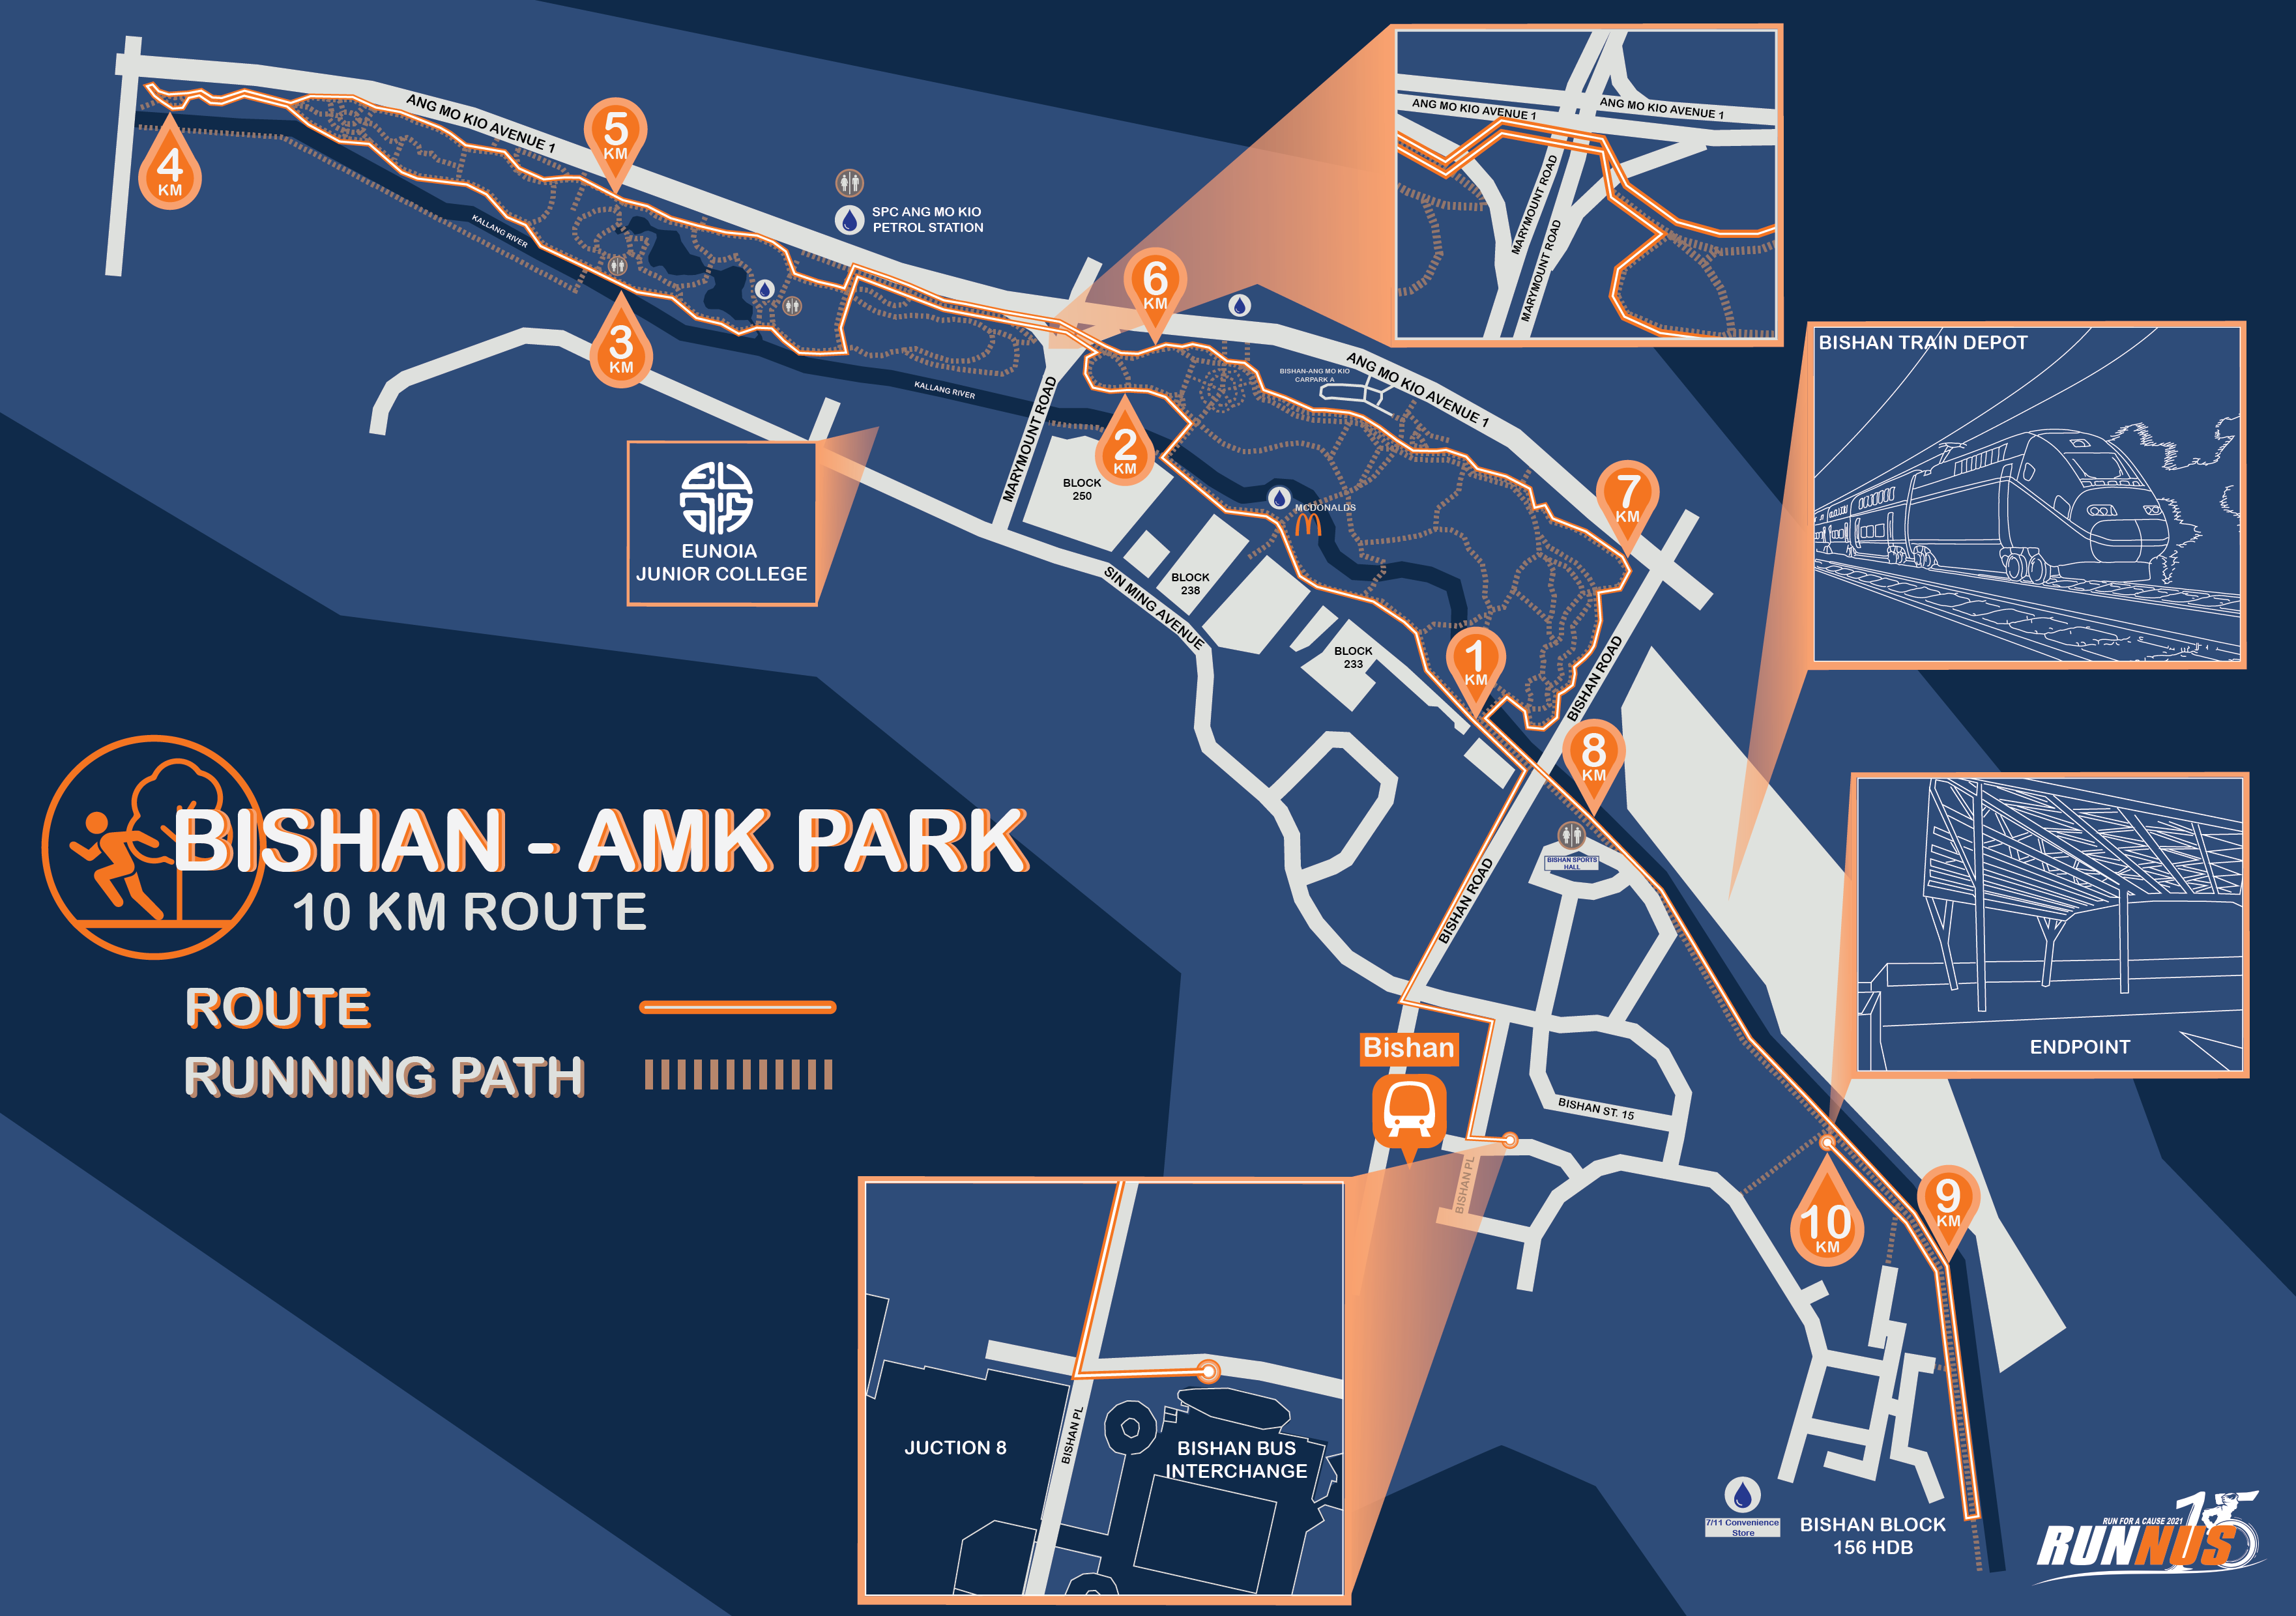 ANG MO KIO AVENUE 1
ANG MO KIO AVENUE 1
ANG MO KIO AVENUE 1
MARYMOUNT ROAD
MARYMOUNT ROAD
5
KM
4
KM
SPC ANG MO KIO
PETROL STATION
KALLANG RIVER
6
KM
3
KM
KALLANG RIVER
BISHAN-ANG MO KIO
CARPARK A
ANG MO KIO AVENUE 1
BISHAN TRAIN DEPOT
MARYMOUNT ROAD
2
KM
BLOCK
250
7
KM
MCDONALDS
EUNOIA
JUNIOR COLLEGE
BLOCK
238
SIN MING AVENUE
BLOCK
233
1
KM
BISHAN ROAD
8
KM
BISHAN SPORTS
HALL
BISHAN ROAD
BISHAN - AMK PARK
10 KM ROUTE
ROUTE
RUNNING PATH
Bishan
ENDPOINT
BISHAN ST. 15
BISHAN PL
10
KM
9
KM
JUCTION 8
BISHAN PL
BISHAN BUS
INTERCHANGE
7/11 Convenience
Store
BISHAN BLOCK
156 HDB
RUN FOR A CAUSE 2021
15
RUNNUS